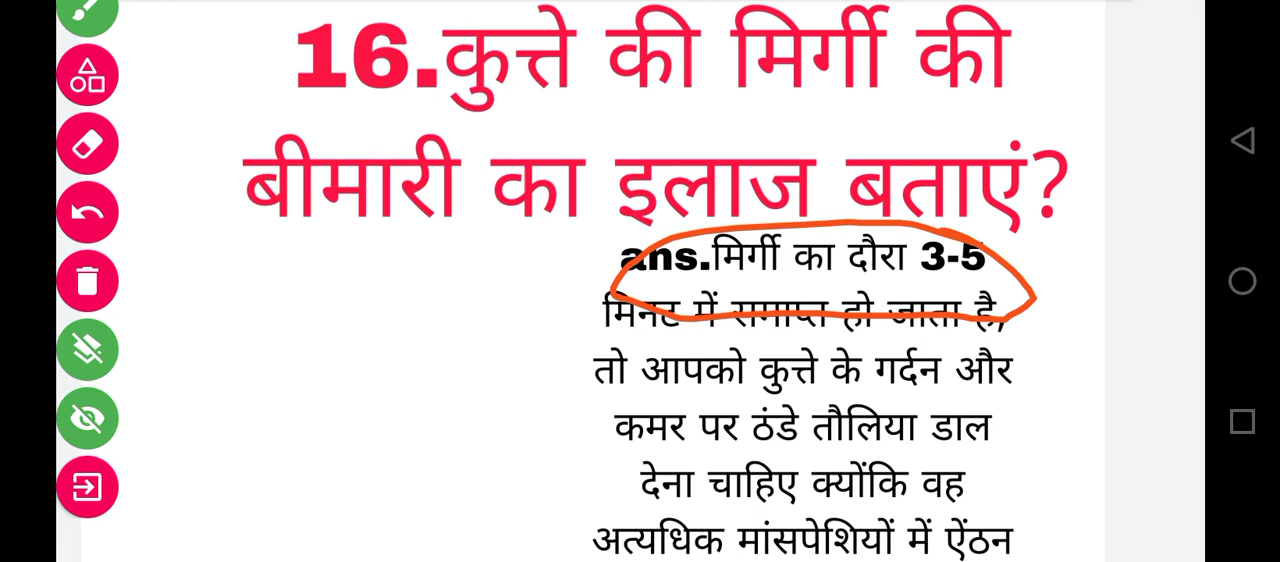 16.कुत्ते की मिर्गी की
बीमारी का इलाज बताएं?
ans.मिर्गी का दौरा 3-5
मिनट में समाप्त हो जाता है,
तो आपको कुत्ते के गर्दन और
कमर पर ठंडे तौलिया डाल
देना चाहिए क्योंकि वह
अत्यधिक मांसपेशियों में ऐंठन